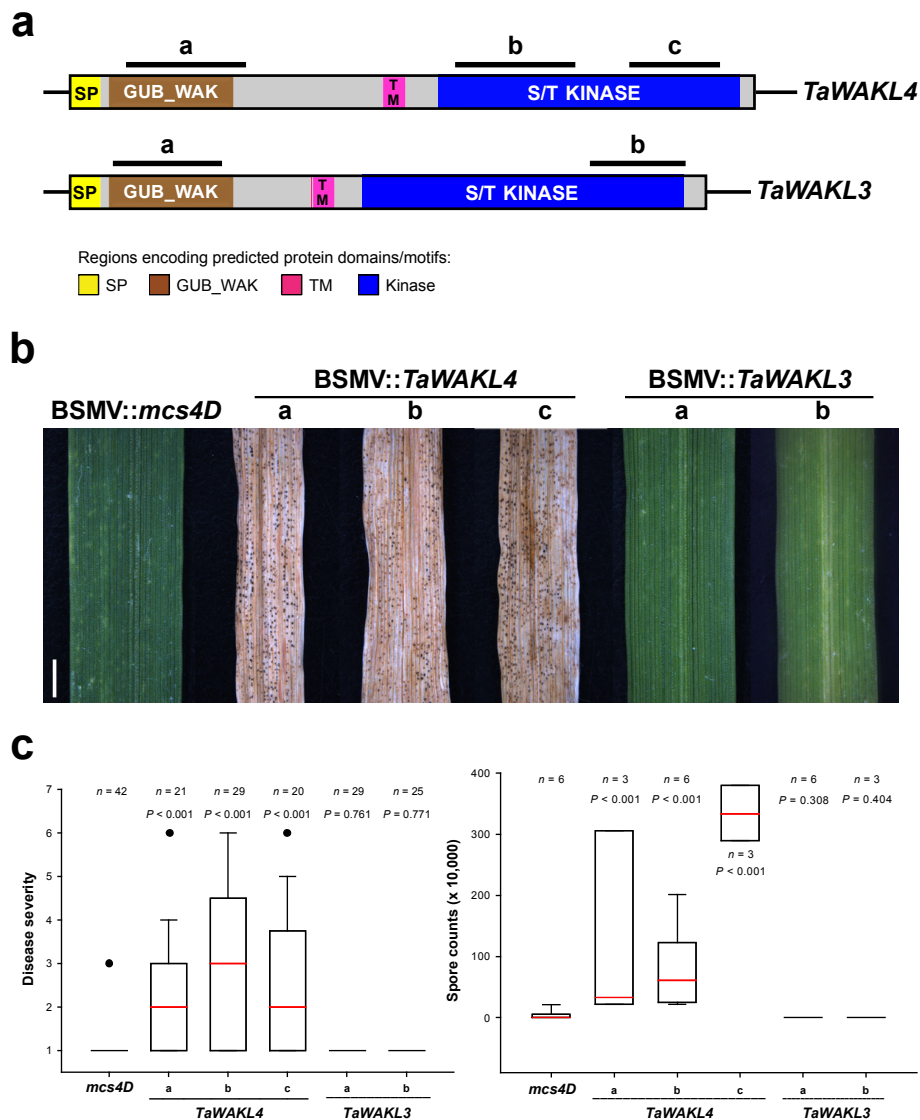 a
a b c
SP GUB_WAK TM S/T KINASE TaWAKL4
a b
SP GUB_WAK TM S/T KINASE TaWAKL3
Regions encoding predicted protein domains/motifs:
SP GUB_WAK TM Kinase
b
BSMV::TaWAKL4 BSMV::TaWAKL3
BSMV::mcs4D a b c a b
c
Disease severity
7
6
5
4
3
2
1
n = 42 n = 21 n = 29 n = 20 n = 29 n = 25
P < 0.001 P < 0.001 P < 0.001 P = 0.761 P = 0.771
mcs4D a b c a b
TaWAKL4 TaWAKL3
Spore counts (x 10,000)
400
300
200
100
0
n = 6 n = 3 n = 6 n = 6 n = 3
P < 0.001 P < 0.001 P = 0.308 P = 0.404
n = 3
P < 0.001
mcs4D a b c a b
TaWAKL4 TaWAKL3